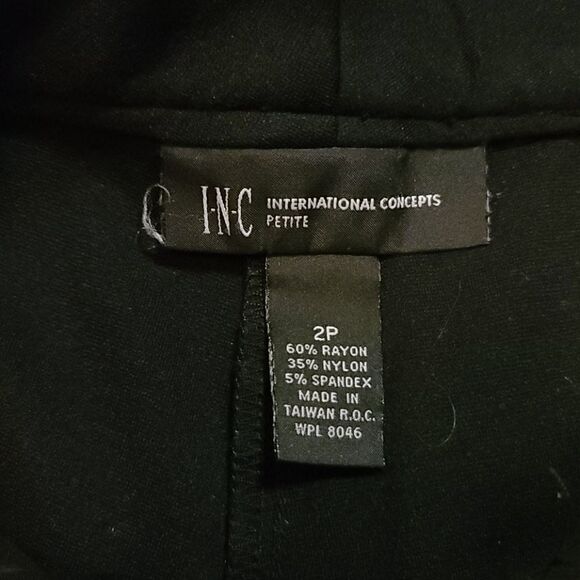 I·N·C INTERNATIONAL CONCEPTS
PETITE
2P
60% RAYON
35% NYLON
5% SPANDEX
MADE IN
TAIWAN R.O.C.
WPL 8046